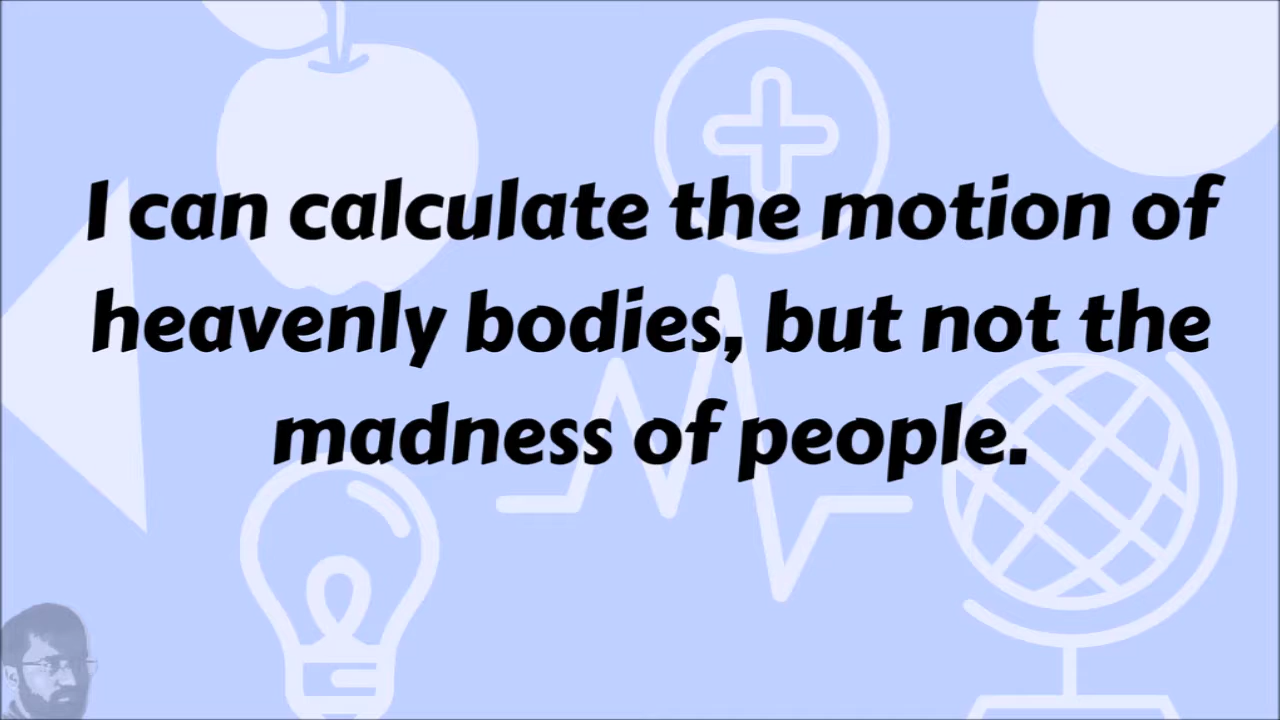 I can calculate the motion of
heavenly bodies, but not the
madness of people.